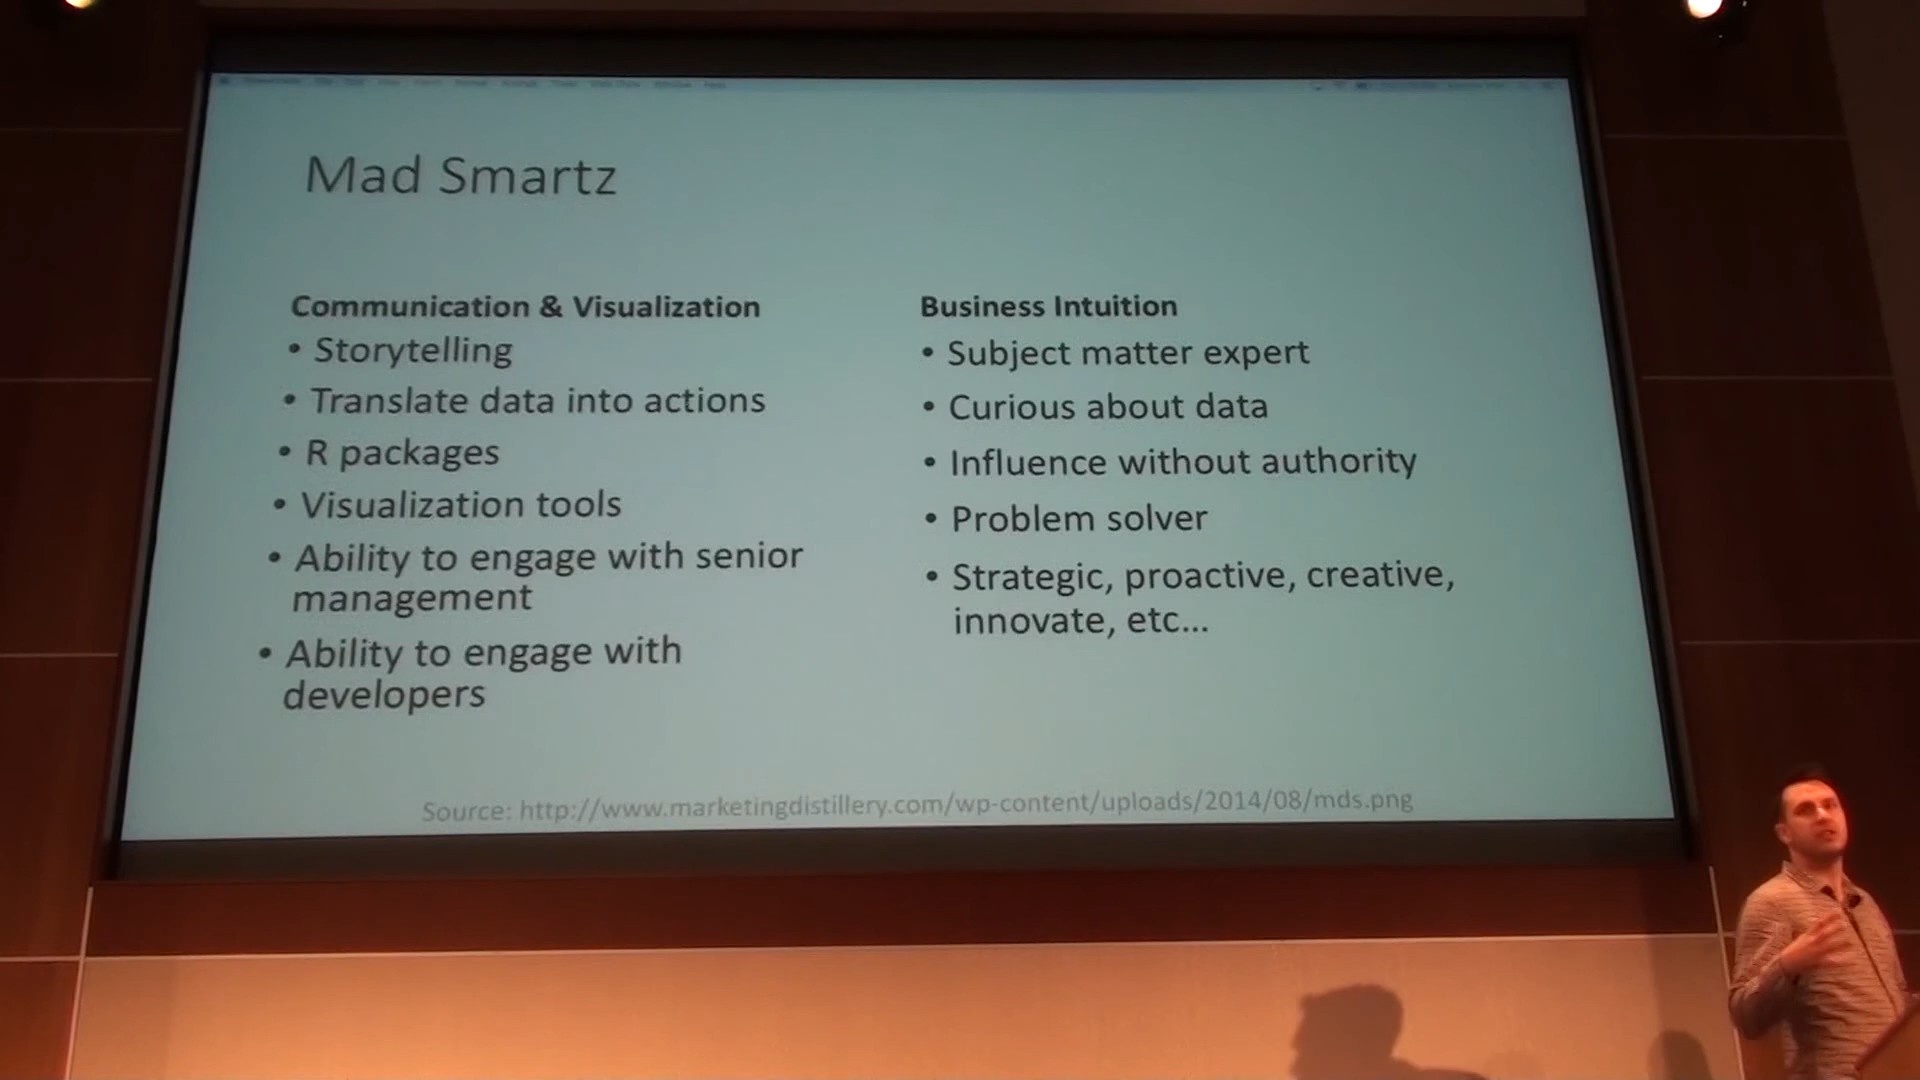 Mad Smartz
Communication & Visualization
• Storytelling
• Translate data into actions
• R packages
• Visualization tools
• Ability to engage with senior
management
• Ability to engage with
developers
Business Intuition
• Subject matter expert
• Curious about data
• Influence without authority
• Problem solver
• Strategic, proactive, creative,
innovate, etc...
Source: http://www.marketingdistillery.com/wp-content/uploads/2014/08/mds.png